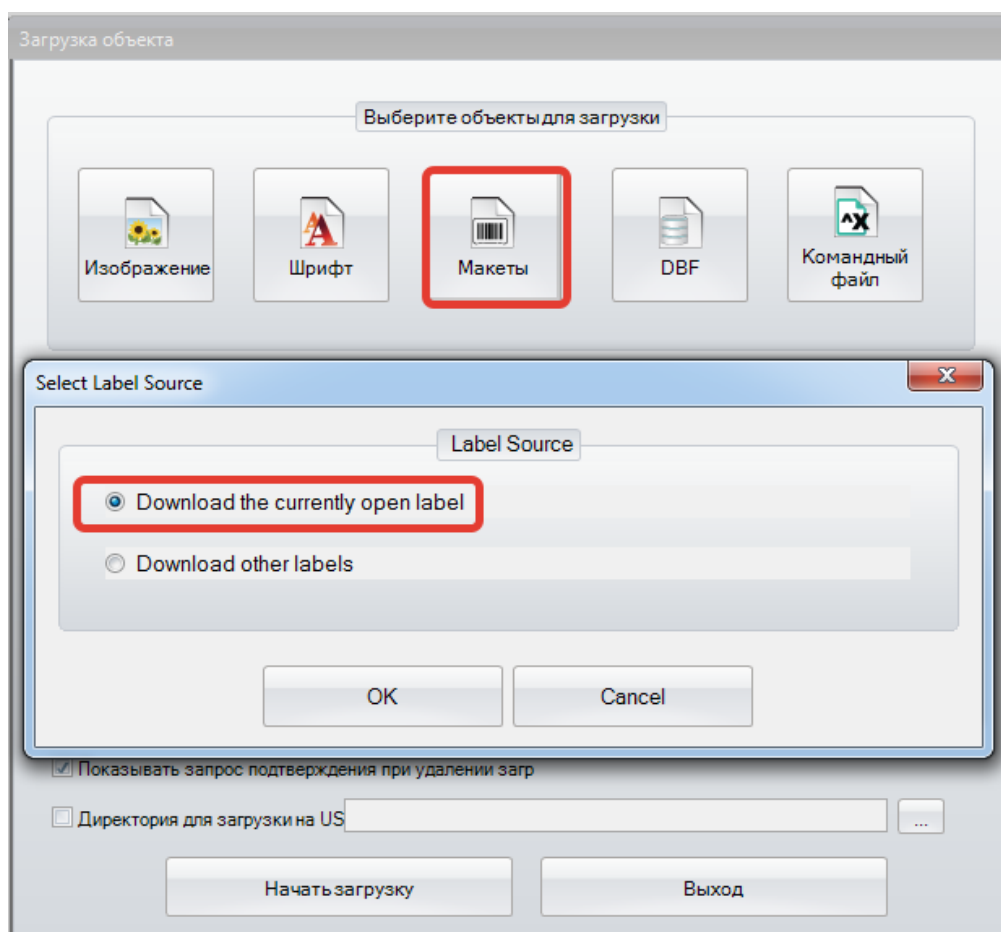 Загрузка объекта
Выберите объекты для загрузки
Изображение
Шрифт
Макеты
DBF
Командный
файл
Select Label Source
Label Source
Download the currently open label
Download other labels
OK
Cancel
Показывать запрос подтверждения при удалении загр
Директория для загрузки на US
...
Начать загрузку
Выход